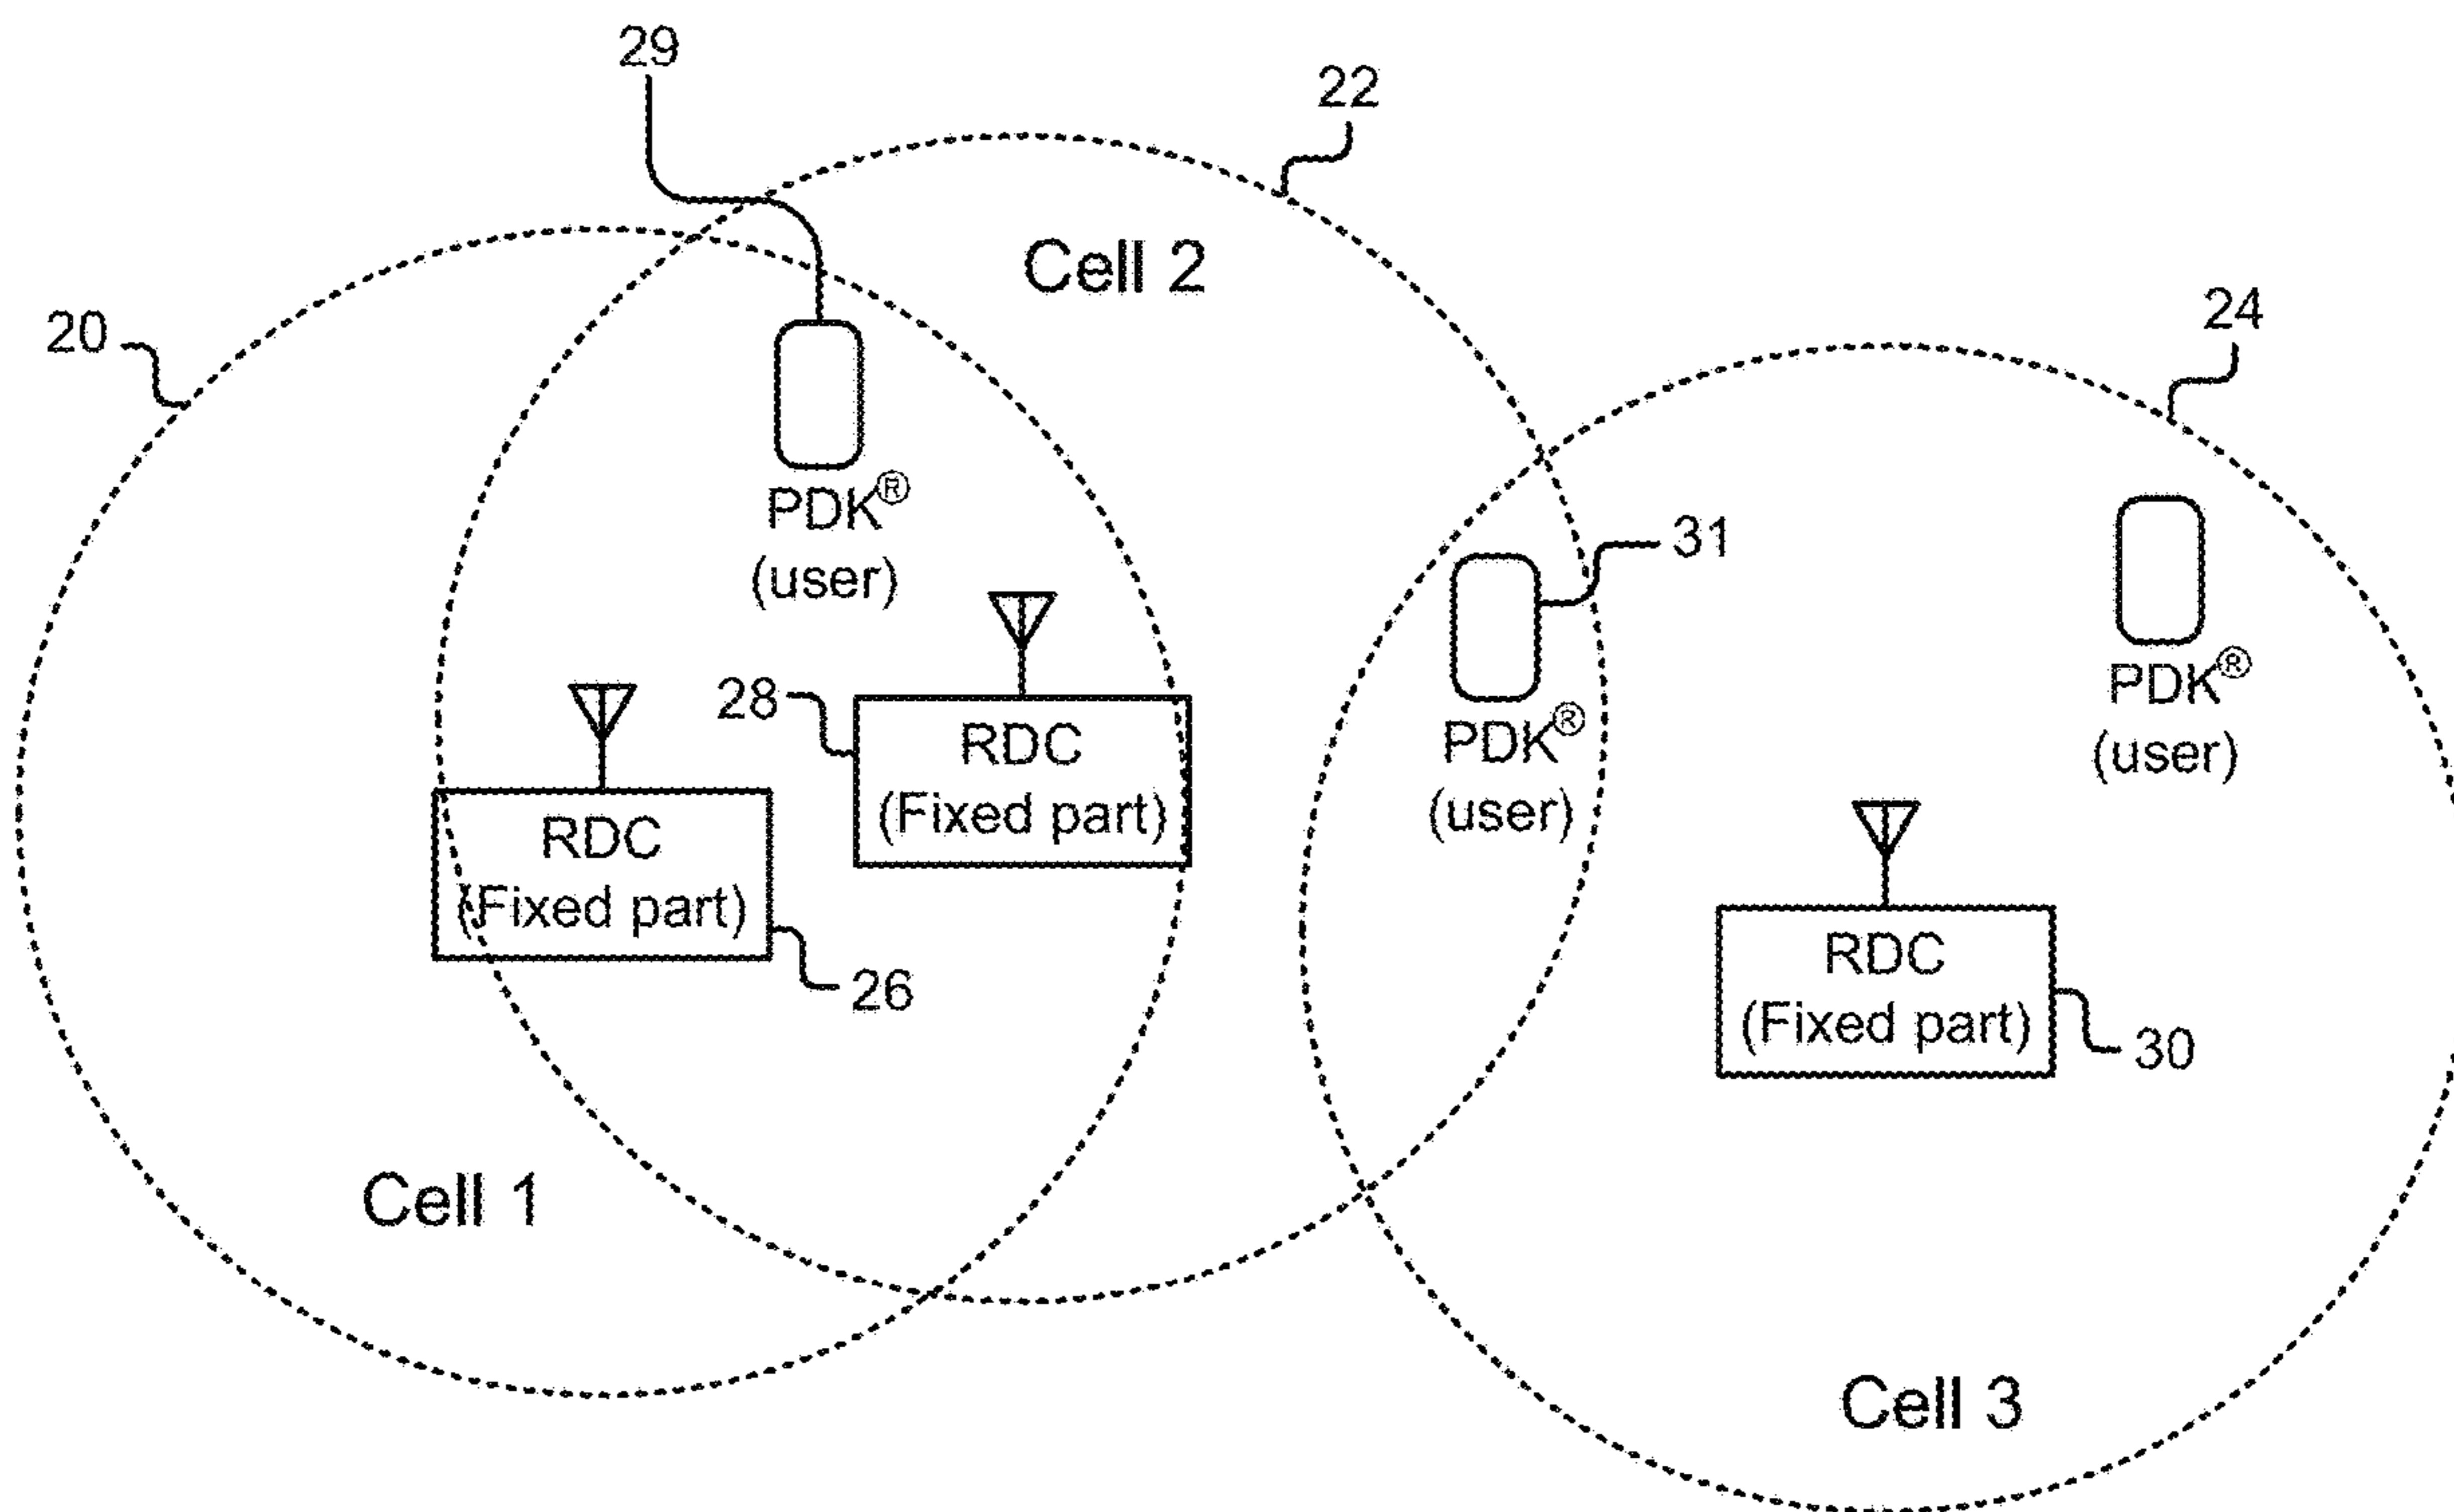 29
22
Cell 2
24
20
PDK®
(user)
31
PDK®
(user)
28
RDC
(Fixed part)
PDK®
(user)
RDC
(Fixed part)
26
RDC
(Fixed part)
30
Cell 1
Cell 3